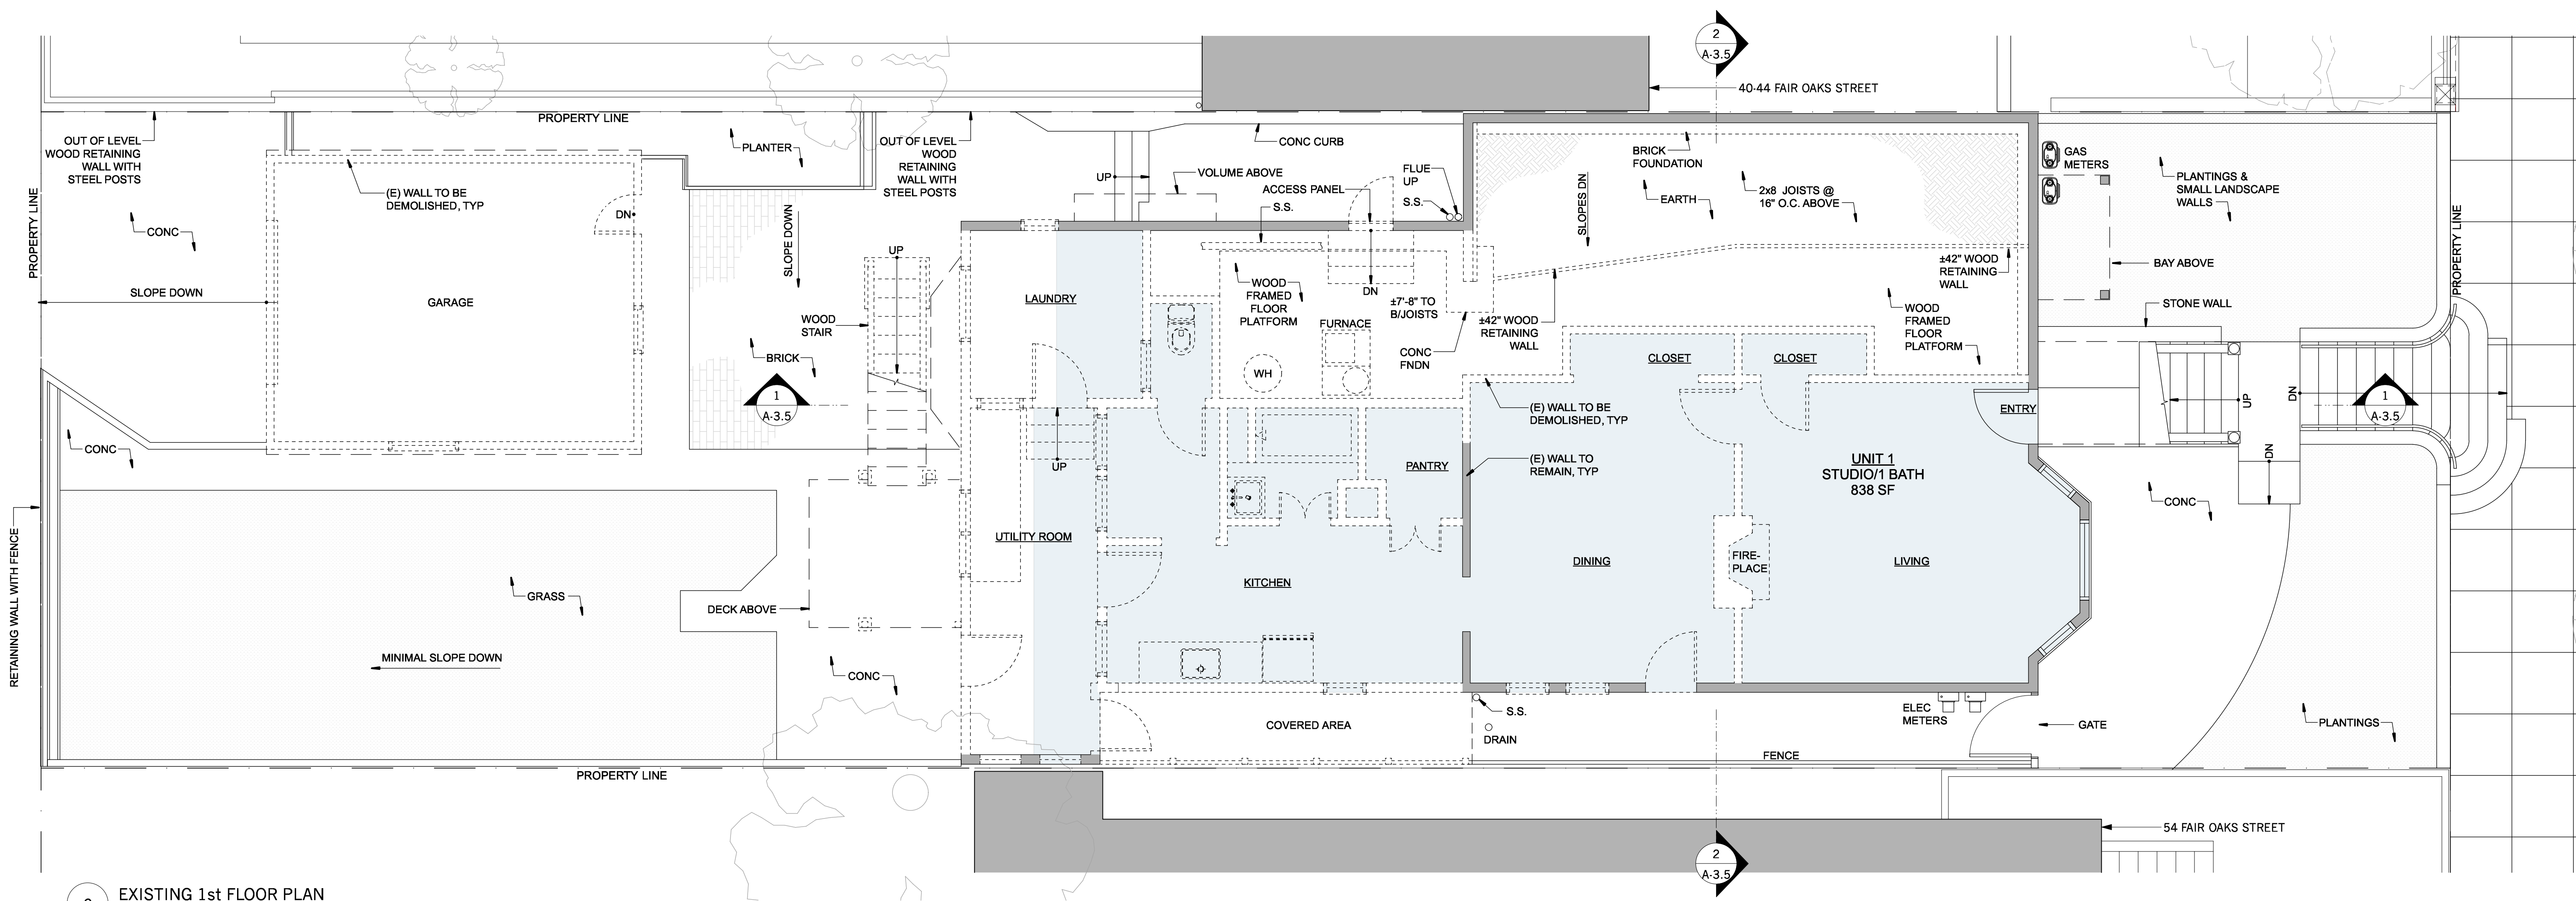 2
A-3.5
40-44 FAIR OAKS STREET
PROPERTY LINE
OUT OF LEVEL
WOOD RETAINING
WALL WITH
STEEL POSTS
PLANTER
OUT OF LEVEL
WOOD
RETAINING
WALL WITH
STEEL POSTS
CONC CURB
BRICK
FOUNDATION
GAS
METERS
UP
VOLUME ABOVE
ACCESS PANEL
S.S.
FLUE
UP
S.S.
(E) WALL TO BE
DEMOLISHED, TYP
DN
SLOPES DN
EARTH
2x8 JOISTS @
16" O.C. ABOVE
PLANTINGS &
SMALL LANDSCAPE
WALLS
PROPERTY LINE
CONC
SLOPE DOWN
UP
PROPERTY LINE
SLOPE DOWN
GARAGE
LAUNDRY
WOOD
FRAMED
FLOOR
PLATFORM
DN
±7'-8" TO
B/JOISTS
±42" WOOD
RETAINING
WALL
BAY ABOVE
STONE WALL
WOOD
STAIR
FURNACE
±42" WOOD
RETAINING
WALL
WOOD
FRAMED
FLOOR
PLATFORM
BRICK
WH
CONC
FNDN
CLOSET
CLOSET
1
A-3.5
(E) WALL TO BE
DEMOLISHED, TYP
ENTRY
UP
DN
1
A-3.5
CONC
UP
PANTRY
(E) WALL TO
REMAIN, TYP
UNIT 1
STUDIO/1 BATH
838 SF
DN
CONC
RETAINING WALL WITH FENCE
UTILITY ROOM
KITCHEN
DINING
FIRE-
PLACE
LIVING
GRASS
DECK ABOVE
MINIMAL SLOPE DOWN
CONC
COVERED AREA
S.S.
DRAIN
ELEC
METERS
GATE
PLANTINGS
FENCE
PROPERTY LINE
54 FAIR OAKS STREET
2
A-3.5
EXISTING 1st FLOOR PLAN